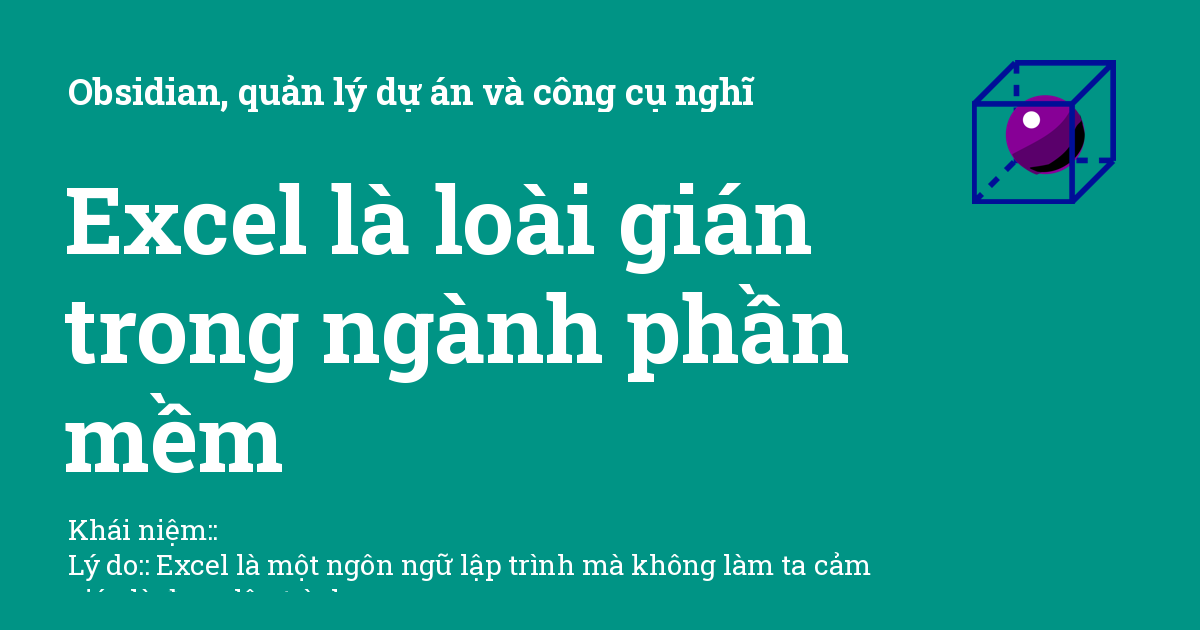 Obsidian, quản lý dự án và công cụ nghĩ
Excel là loài gián
trong ngành phần
mềm
Khái niệm::
Lý do:: Excel là một ngôn ngữ lập trình mà không làm ta cảm